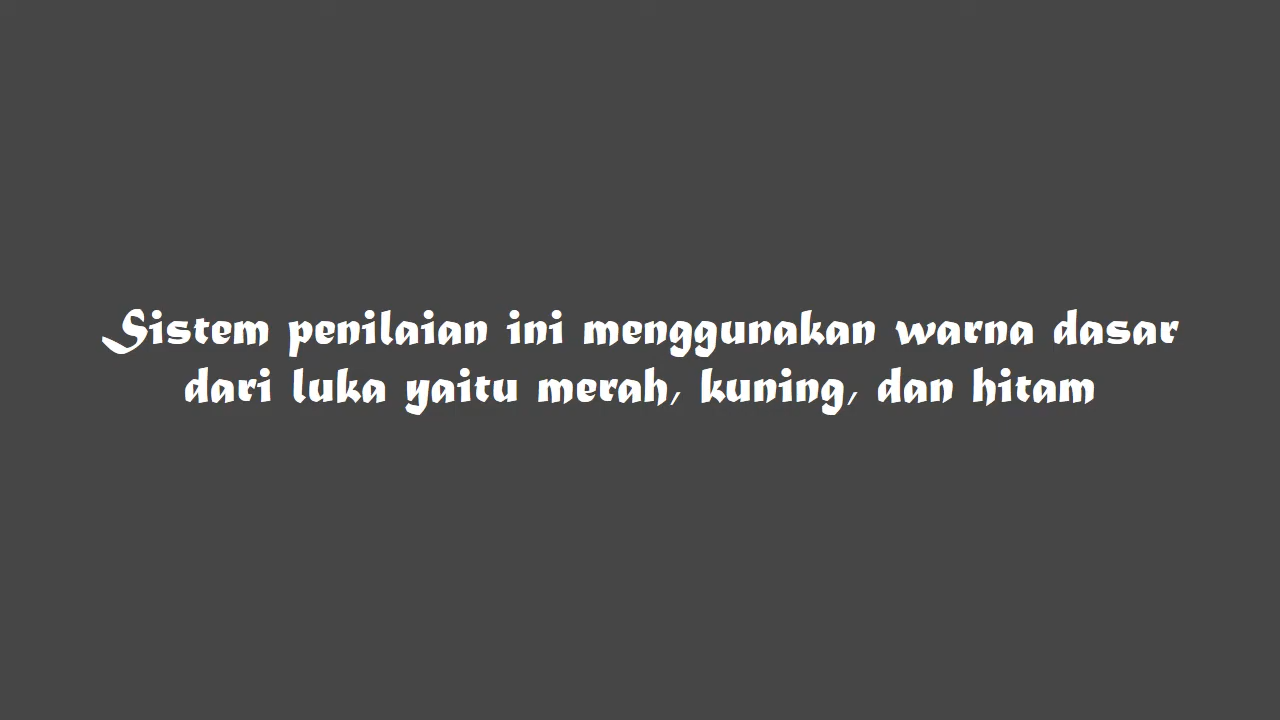 Sistem penilaian ini menggunakan warna dasar
dari luka yaitu merah, kuning, dan hitam